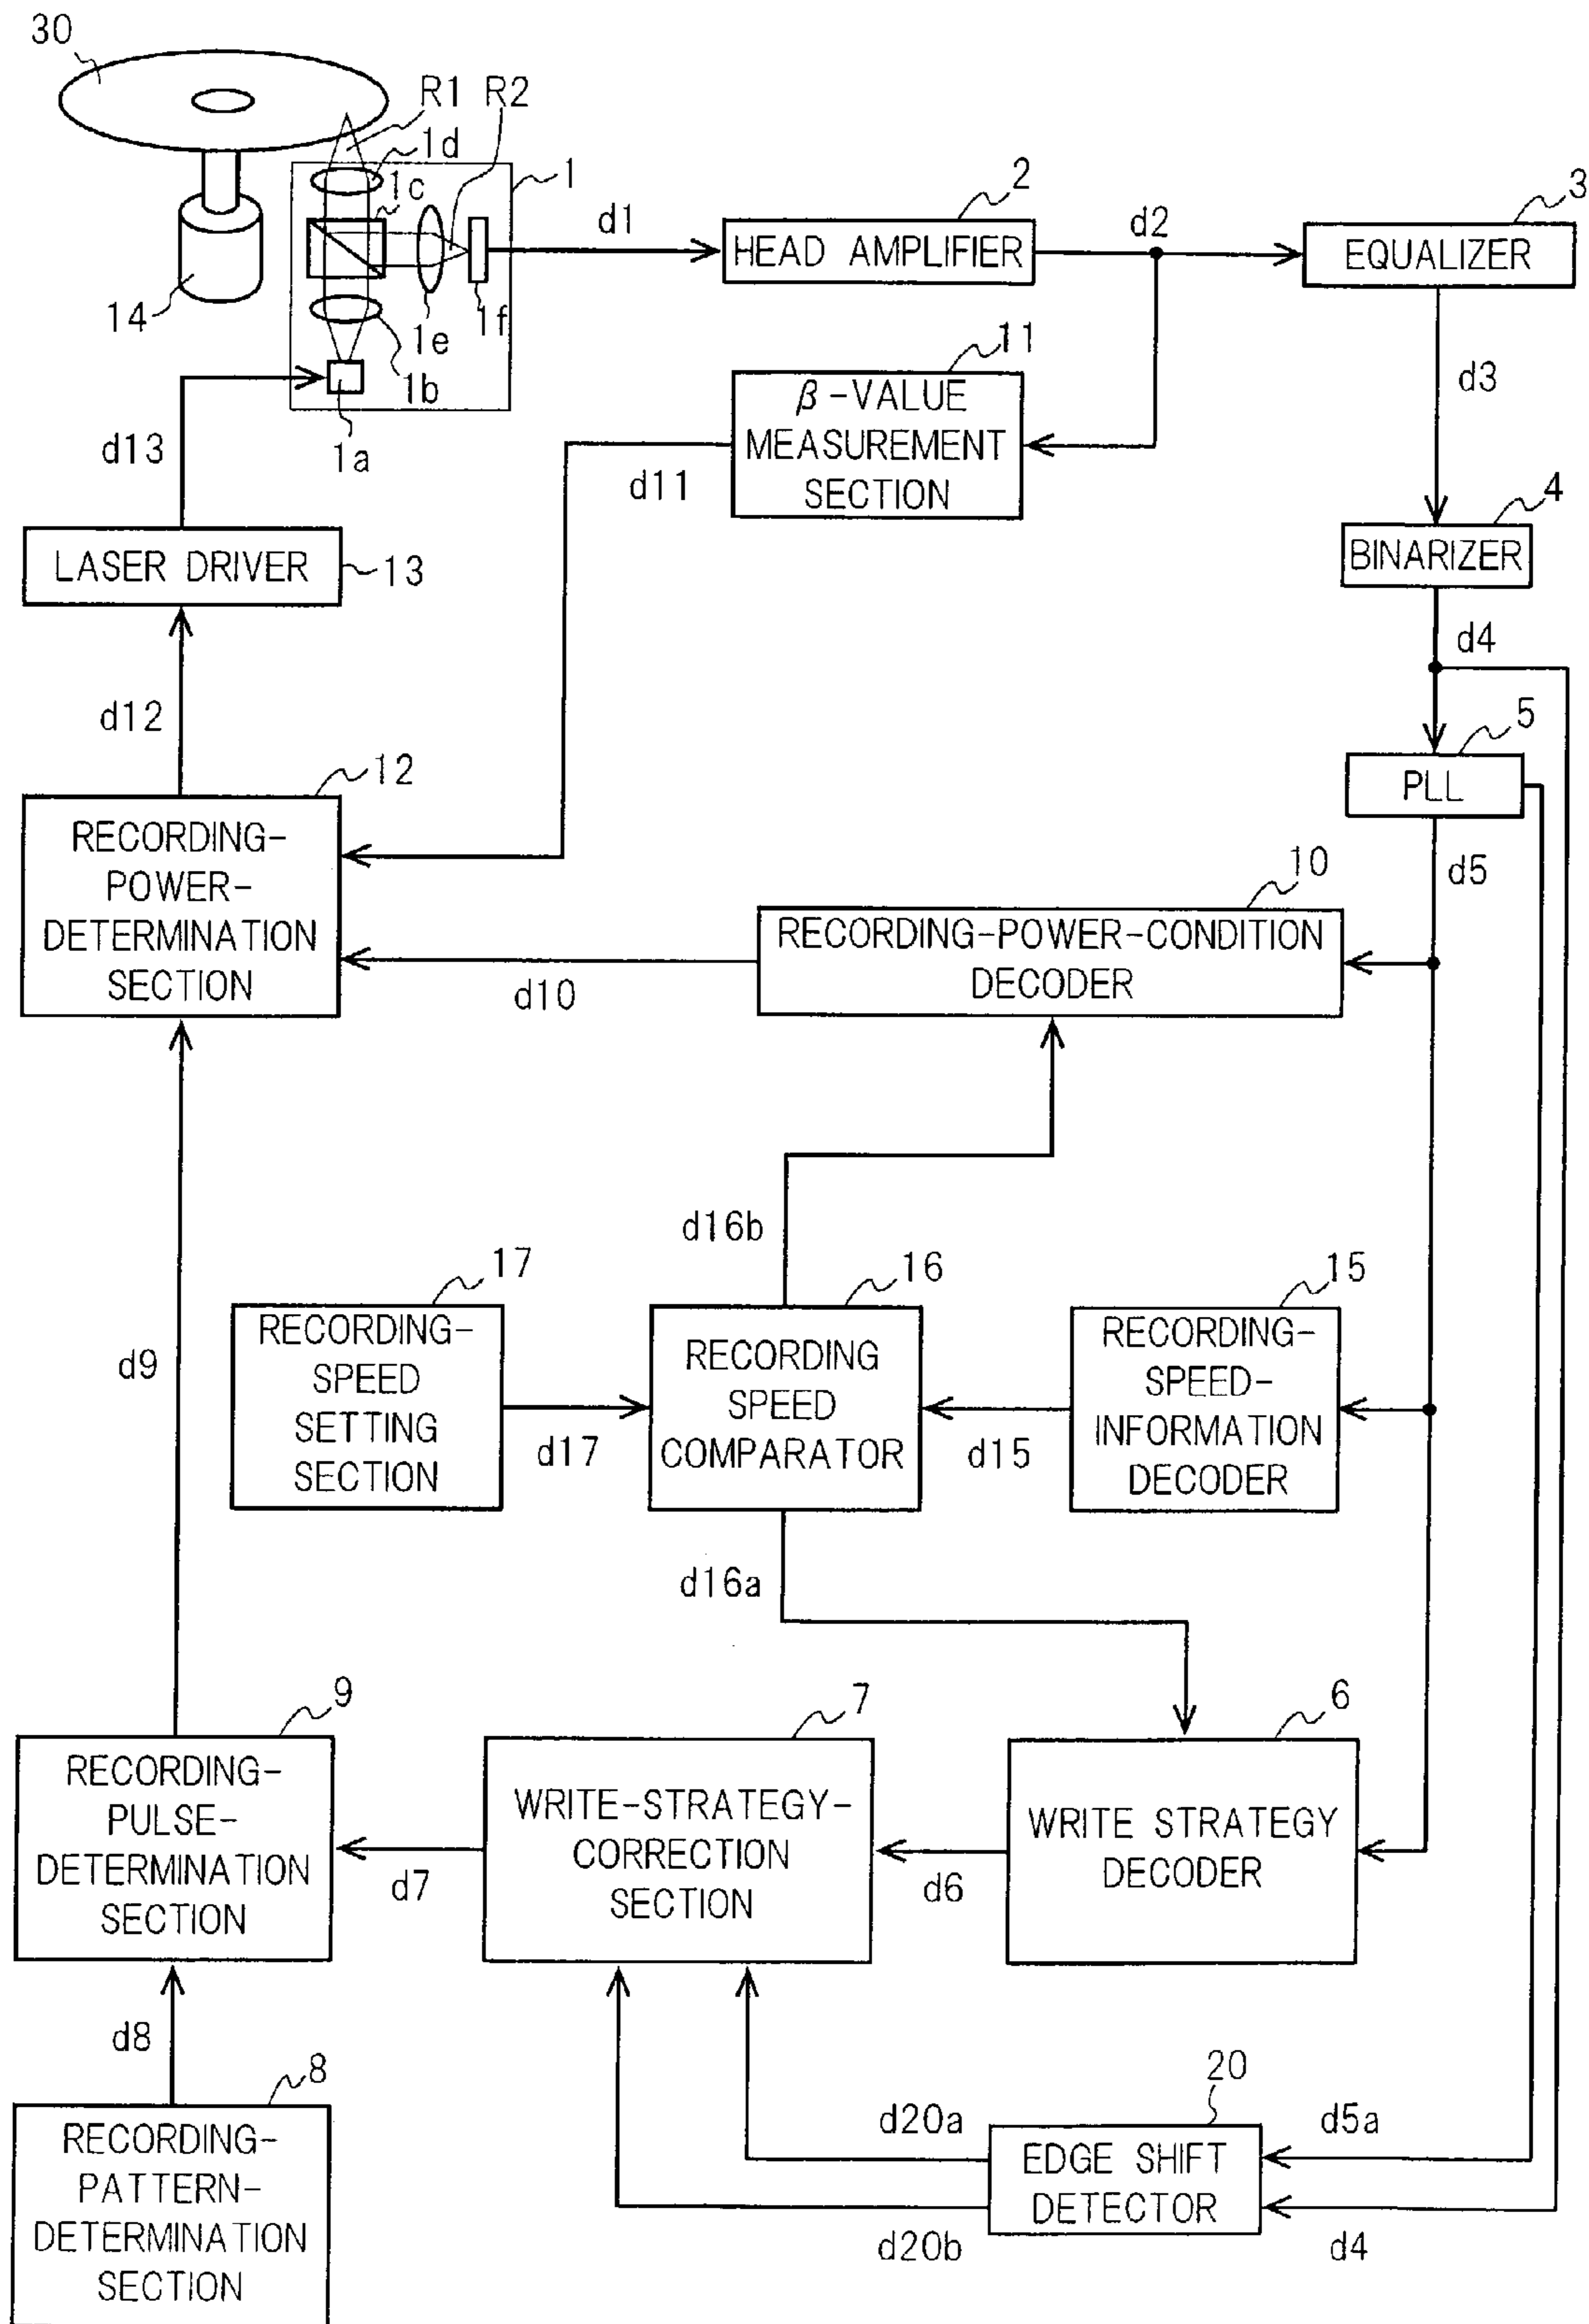 30
R1
R2
1d
1
1c
d1
2
HEAD AMPLIFIER
d2
3
EQUALIZER
14
1e
1f
1b
1a
11
β-VALUE
MEASUREMENT
SECTION
d3
d13
d11
4
BINARIZER
LASER DRIVER
13
d4
d12
5
PLL
12
RECORDING-
POWER-
DETERMINATION
SECTION
d5
10
RECORDING-POWER-CONDITION
DECODER
d10
d16b
17
RECORDING-
SPEED
SETTING
SECTION
16
RECORDING
SPEED
COMPARATOR
15
RECORDING-
SPEED-
INFORMATION
DECODER
d9
d17
d15
d16a
9
RECORDING-
PULSE-
DETERMINATION
SECTION
7
WRITE-STRATEGY-
CORRECTION
SECTION
6
WRITE STRATEGY
DECODER
d7
d6
d8
8
RECORDING-
PATTERN-
DETERMINATION
SECTION
d20a
20
d5a
EDGE SHIFT
DETECTOR
d20b
d4